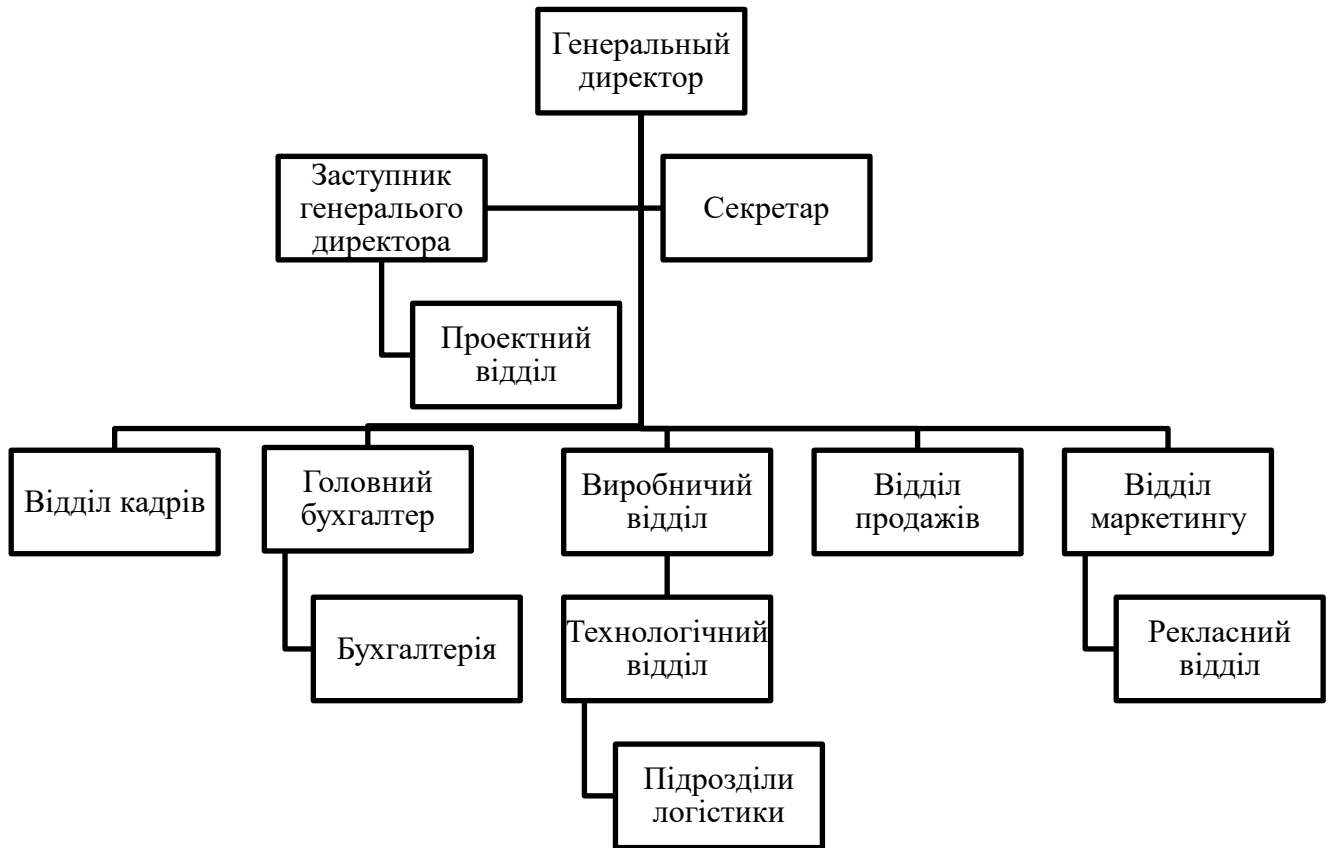 Генеральный
директор
Заступник
генералього
директора
Секретар
Проектний
відділ
Відділ кадрів
Головний
бухгалтер
Виробничий
відділ
Відділ
продажів
Відділ
маркетингу
Бухгалтерія
Технологічний
відділ
Рекласний
відділ
Підрозділи
логістики